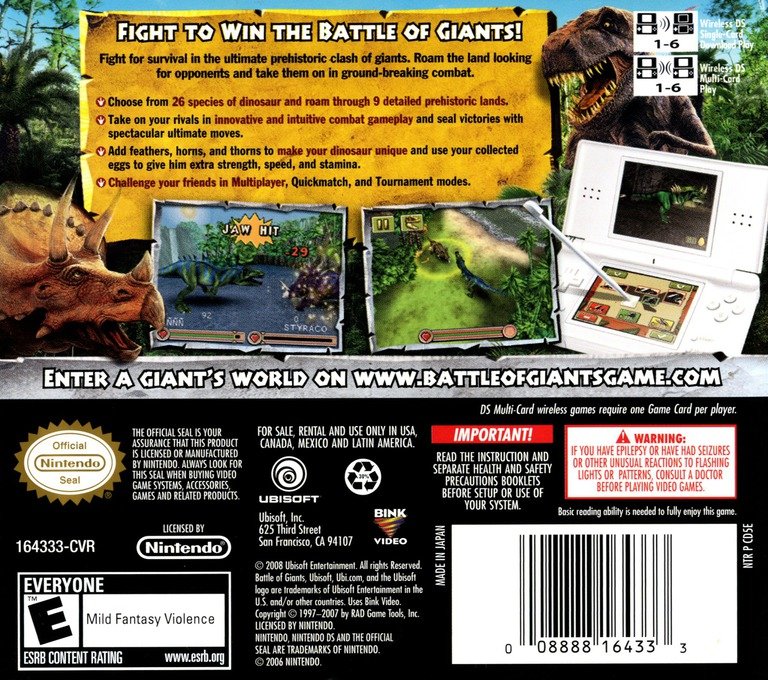 FIGHT TO WIN THE BATTLE OF GIANTS!
Fight for survival in the ultimate prehistoric clash of giants. Roam the land looking
for opponents and take them on in ground-breaking combat.
Choose from 26 species of dinosaur and roam through 9 detailed prehistoric lands.
Take on your rivals in innovative and intuitive combat gameplay and seal victories with
spectacular ultimate moves.
Add feathers, horns, and thorns to make your dinosaur unique and use your collected
eggs to give him extra strength, speed, and stamina.
Challenge your friends in Multiplayer, Quickmatch, and Tournament modes.
1-6
Wireless DS
Single-Card
Download Play
1-6
Wireless DS
Multi-Card
Play
JAW HIT
29
92
0
STYRACO
ENTER A GIANT'S WORLD ON WWW.BATTLEOFGIANTSGAME.COM
DS Multi-Card wireless games require one Game Card per player.
Official
Nintendo
Seal
®
THE OFFICIAL SEAL IS YOUR
ASSURANCE THAT THIS PRODUCT
IS LICENSED OR MANUFACTURED
BY NINTENDO. ALWAYS LOOK FOR
THIS SEAL WHEN BUYING VIDEO
GAME SYSTEMS, ACCESSORIES,
GAMES AND RELATED PRODUCTS.
164333-CVR
LICENSED BY
Nintendo®
EVERYONE
E
TM
Mild Fantasy Violence
ESRB CONTENT RATING www.esrb.org
FOR SALE, RENTAL AND USE ONLY IN USA,
CANADA, MEXICO AND LATIN AMERICA.
UBISOFT
30%
Ubisoft, Inc.
625 Third Street
San Francisco, CA 94107
BINK
VIDEO
© 2008 Ubisoft Entertainment. All rights Reserved.
Battle of Giants, Ubisoft, Ubi.com, and the Ubisoft
logo are trademarks of Ubisoft Entertainment in the
U.S. and/or other countries. Uses Bink Video.
Copyright © 1997–2007 by RAD Game Tools, Inc.
LICENSED BY NINTENDO.
NINTENDO, NINTENDO DS AND THE OFFICIAL
SEAL ARE TRADEMARKS OF NINTENDO.
© 2006 NINTENDO.
IMPORTANT!
READ THE INSTRUCTION AND
SEPARATE HEALTH AND SAFETY
PRECAUTIONS BOOKLETS
BEFORE SETUP OR USE OF
YOUR SYSTEM.
WARNING:
IF YOU HAVE EPILEPSY OR HAVE HAD SEIZURES
OR OTHER UNUSUAL REACTIONS TO FLASHING
LIGHTS OR PATTERNS, CONSULT A DOCTOR
BEFORE PLAYING VIDEO GAMES.
Basic reading ability is needed to fully enjoy this game.
MADE IN JAPAN
NTR P CD5E
0 08888 16433 3